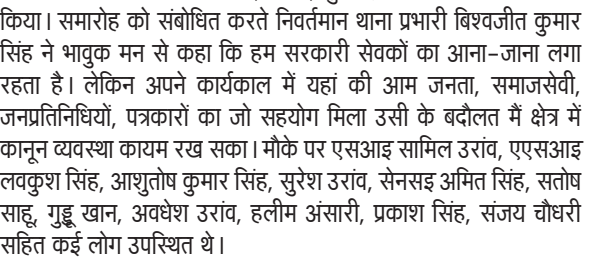 किया। समारोह को संबोधित करते निवर्तमान थाना प्रभारी बिश्वजीत कुमार
सिंह ने भावुक मन से कहा कि हम सरकारी सेवकों का आना-जाना लगा
रहता है। लेकिन अपने कार्यकाल में यहां की आम जनता, समाजसेवी,
जनप्रतिनिधियों, पत्रकारों का जो सहयोग मिला उसी के बदौलत मैं क्षेत्र में
कानून व्यवस्था कायम रख सका। मौके पर एसआइ सामिल उरांव, एएसआइ
लवकुश सिंह, आशुतोष कुमार सिंह, सुरेश उरांव, सेनसइ अमित सिंह, सतोष
साहू, गुड्डू खान, अवधेश उरांव, हलीम अंसारी, प्रकाश सिंह, संजय चौधरी
सहित कई लोग उपस्थित थे।